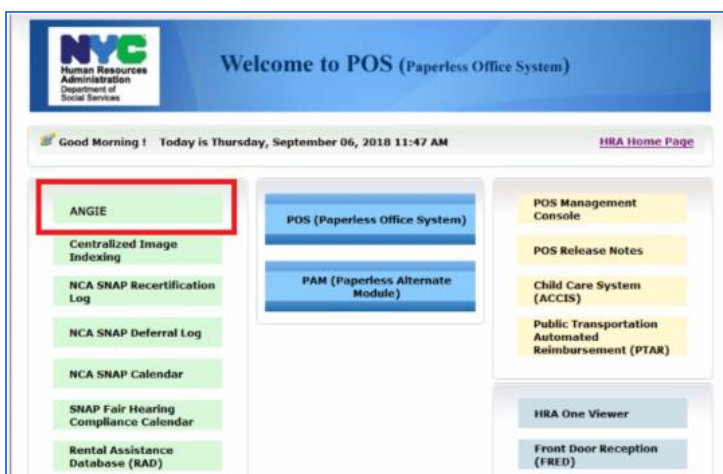 NYC
Human Resources
Administration
Department of
Social Services
Welcome to POS (Paperless Office System)
Good Morning ! Today is Thursday, September 06, 2018 11:47 AM
HRA Home Page
ANGIE
Centralized Image
Indexing
NCA SNAP Recertification
Log
NCA SNAP Deferral Log
NCA SNAP Calendar
SNAP Fair Hearing
Compliance Calendar
Rental Assistance
Database (RAD)
POS (Paperless Office System)
PAM (Paperless Alternate
Module)
POS Management
Console
POS Release Notes
Child Care System
(ACCIS)
Public Transportation
Automated
Reimbursement (PTAR)
HRA One Viewer
Front Door Reception
(FRED)